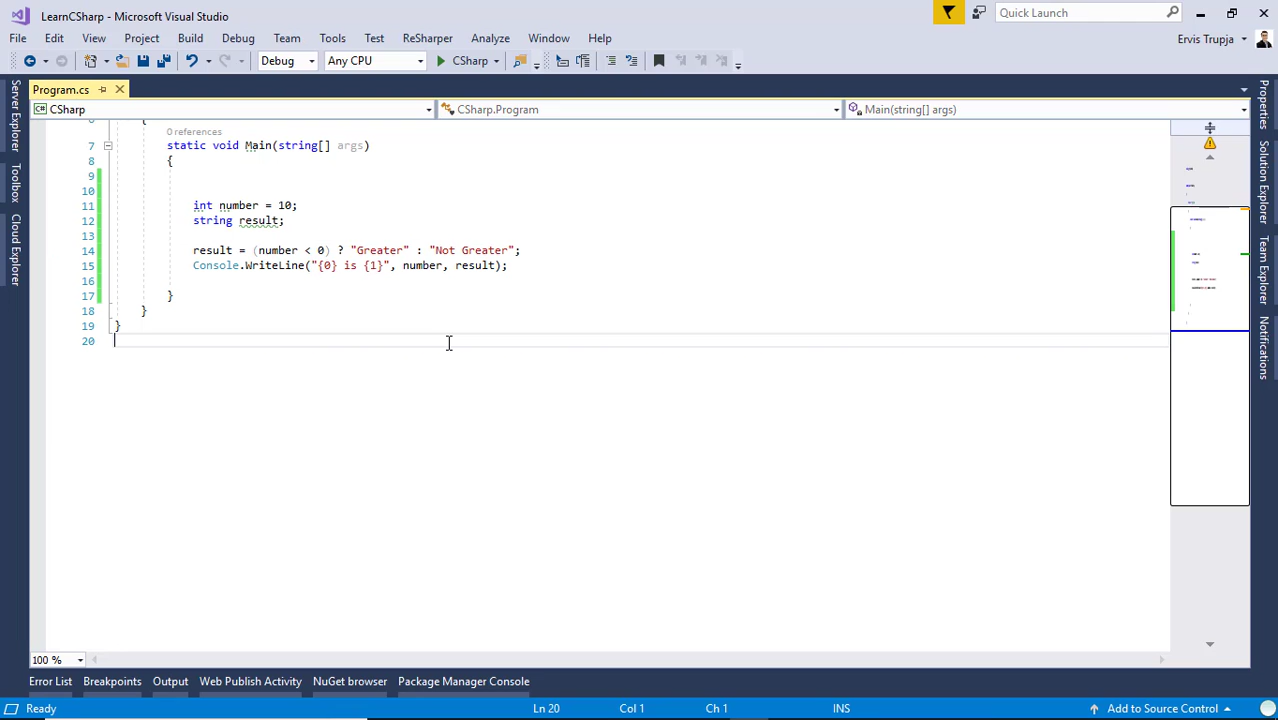 LearnCSharp - Microsoft Visual Studio
Quick Launch
File Edit View Project Build Debug Team Tools Test ReSharper Analyze Window Help
Ervis Trupja
Debug Any CPU CSharp
Program.cs
CSharp CSharp.Program Main(string[] args)
Server Explorer
Toolbox
Cloud Explorer
6 {
0 references
7 static void Main(string[] args)
8 {
9
10
11 int number = 10;
12 string result;
13
14 result = (number < 0) ? "Greater" : "Not Greater";
15 Console.WriteLine("{0} is {1}", number, result);
16
17 }
18 }
19 }
20
Properties
Solution Explorer
Team Explorer
Notifications
100 %
Error List Breakpoints Output Web Publish Activity NuGet browser Package Manager Console
Ready Ln 20 Col 1 Ch 1 INS Add to Source Control